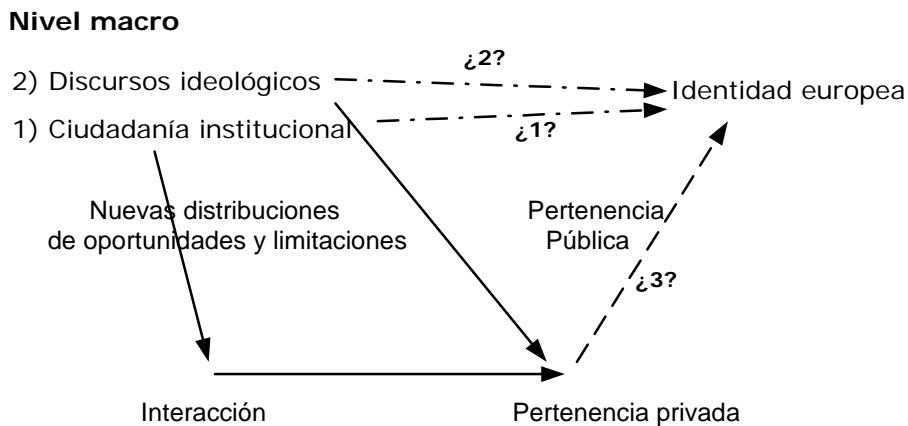 Nivel macro
¿2?
2) Discursos ideológicos
Identidad europea
1) Ciudadanía institucional
¿1?
Nuevas distribuciones
de oportunidades y limitaciones
Pertenencia
Pública
¿3?
Interacción
Pertenencia privada